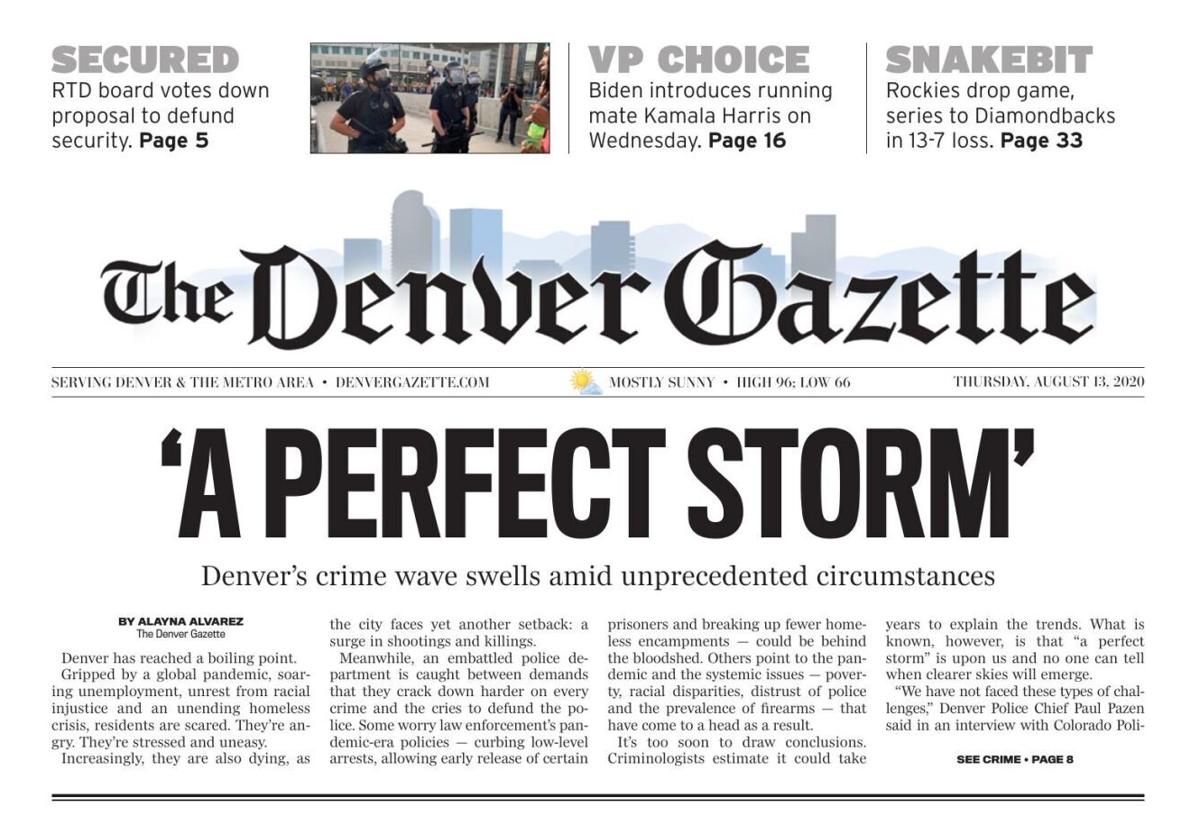 SECURED
RTD board votes down
proposal to defund
security. Page 5
VP CHOICE
Biden introduces running
mate Kamala Harris on
Wednesday. Page 16
SNAKEBIT
Rockies drop game,
series to Diamondbacks
in 13-7 loss. Page 33
The Denver Gazette
SERVING DENVER & THE METRO AREA • DENVERGAZETTE.COM
MOSTLY SUNNY • HIGH 96; LOW 66
THURSDAY, AUGUST 13, 2020
‘A PERFECT STORM’
Denver’s crime wave swells amid unprecedented circumstances
BY ALAYNA ALVAREZ
The Denver Gazette
Denver has reached a boiling point.
Gripped by a global pandemic, soar-
ing unemployment, unrest from racial
injustice and an unending homeless
crisis, residents are scared. They’re an-
gry. They’re stressed and uneasy.
Increasingly, they are also dying, as
the city faces yet another setback: a
surge in shootings and killings.
Meanwhile, an embattled police de-
partment is caught between demands
that they crack down harder on every
crime and the cries to defund the po-
lice. Some worry law enforcement’s pan-
demic-era policies — curbing low-level
arrests, allowing early release of certain
prisoners and breaking up fewer home-
less encampments — could be behind
the bloodshed. Others point to the pan-
demic and the systemic issues — pover-
ty, racial disparities, distrust of police
and the prevalence of firearms — that
have come to a head as a result.
It’s too soon to draw conclusions.
Criminologists estimate it could take
years to explain the trends. What is
known, however, is that “a perfect
storm” is upon us and no one can tell
when clearer skies will emerge.
“We have not faced these types of chal-
lenges,” Denver Police Chief Paul Pazen
said in an interview with Colorado Poli-
SEE CRIME • PAGE 8